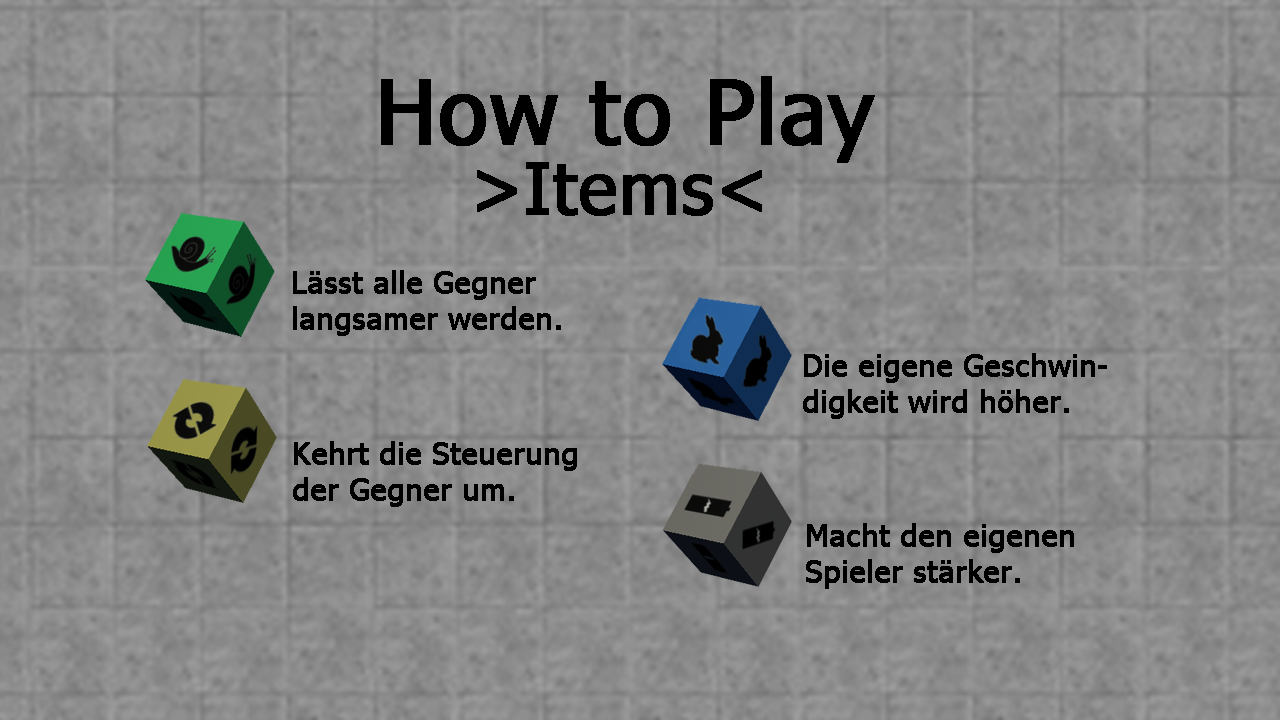 How to Play
>Items<
Lässt alle Gegner
langsamer werden.
Kehrt die Steuerung
der Gegner um.
Die eigene Geschwin-
digkeit wird höher.
Macht den eigenen
Spieler stärker.